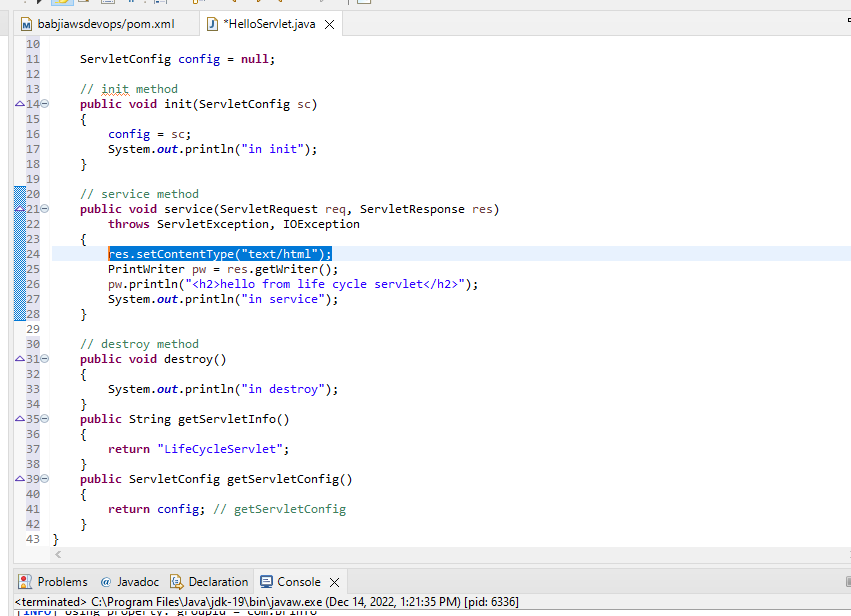 babjiawsdevops/pom.xml
*HelloServlet.java
10
11 ServletConfig config = null;
12
13 // init method
14 public void init(ServletConfig sc)
15 {
16 config = sc;
17 System.out.println("in init");
18 }
19
20 // service method
21 public void service(ServletRequest req, ServletResponse res)
22 throws ServletException, IOException
23 {
24 res.setContentType("text/html");
25 PrintWriter pw = res.getWriter();
26 pw.println("<h2>hello from life cycle servlet</h2>");
27 System.out.println("in service");
28 }
29
30 // destroy method
31 public void destroy()
32 {
33 System.out.println("in destroy");
34 }
35 public String getServletInfo()
36 {
37 return "LifeCycleServlet";
38 }
39 public ServletConfig getServletConfig()
40 {
41 return config; // getServletConfig
42 }
43 }
Problems @ Javadoc Declaration Console
<terminated> C:\Program Files\Java\jdk-19\bin\javaw.exe (Dec 14, 2022, 1:21:35 PM) [pid: 6336]
[INFO] Using property: groupId = com.prinfo